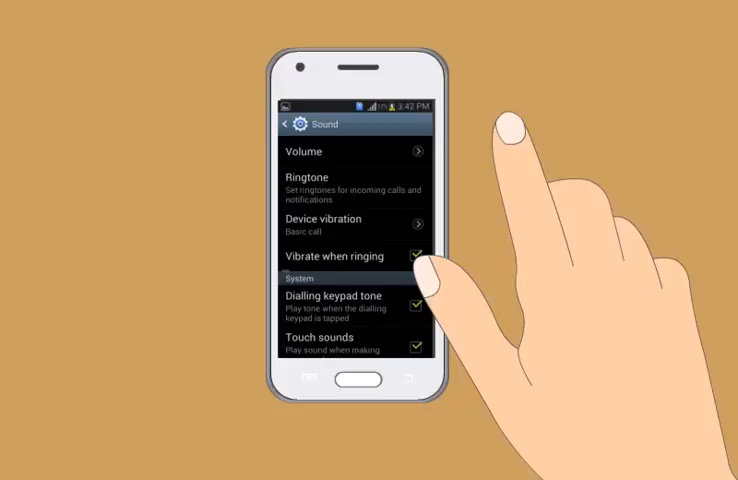 3:42 PM
Sound
Volume
Ringtone
Set ringtones for incoming calls and
notifications
Device vibration
Basic call
Vibrate when ringing
System
Dialling keypad tone
Play tone when the dialling
keypad is tapped
Touch sounds
Play sound when making